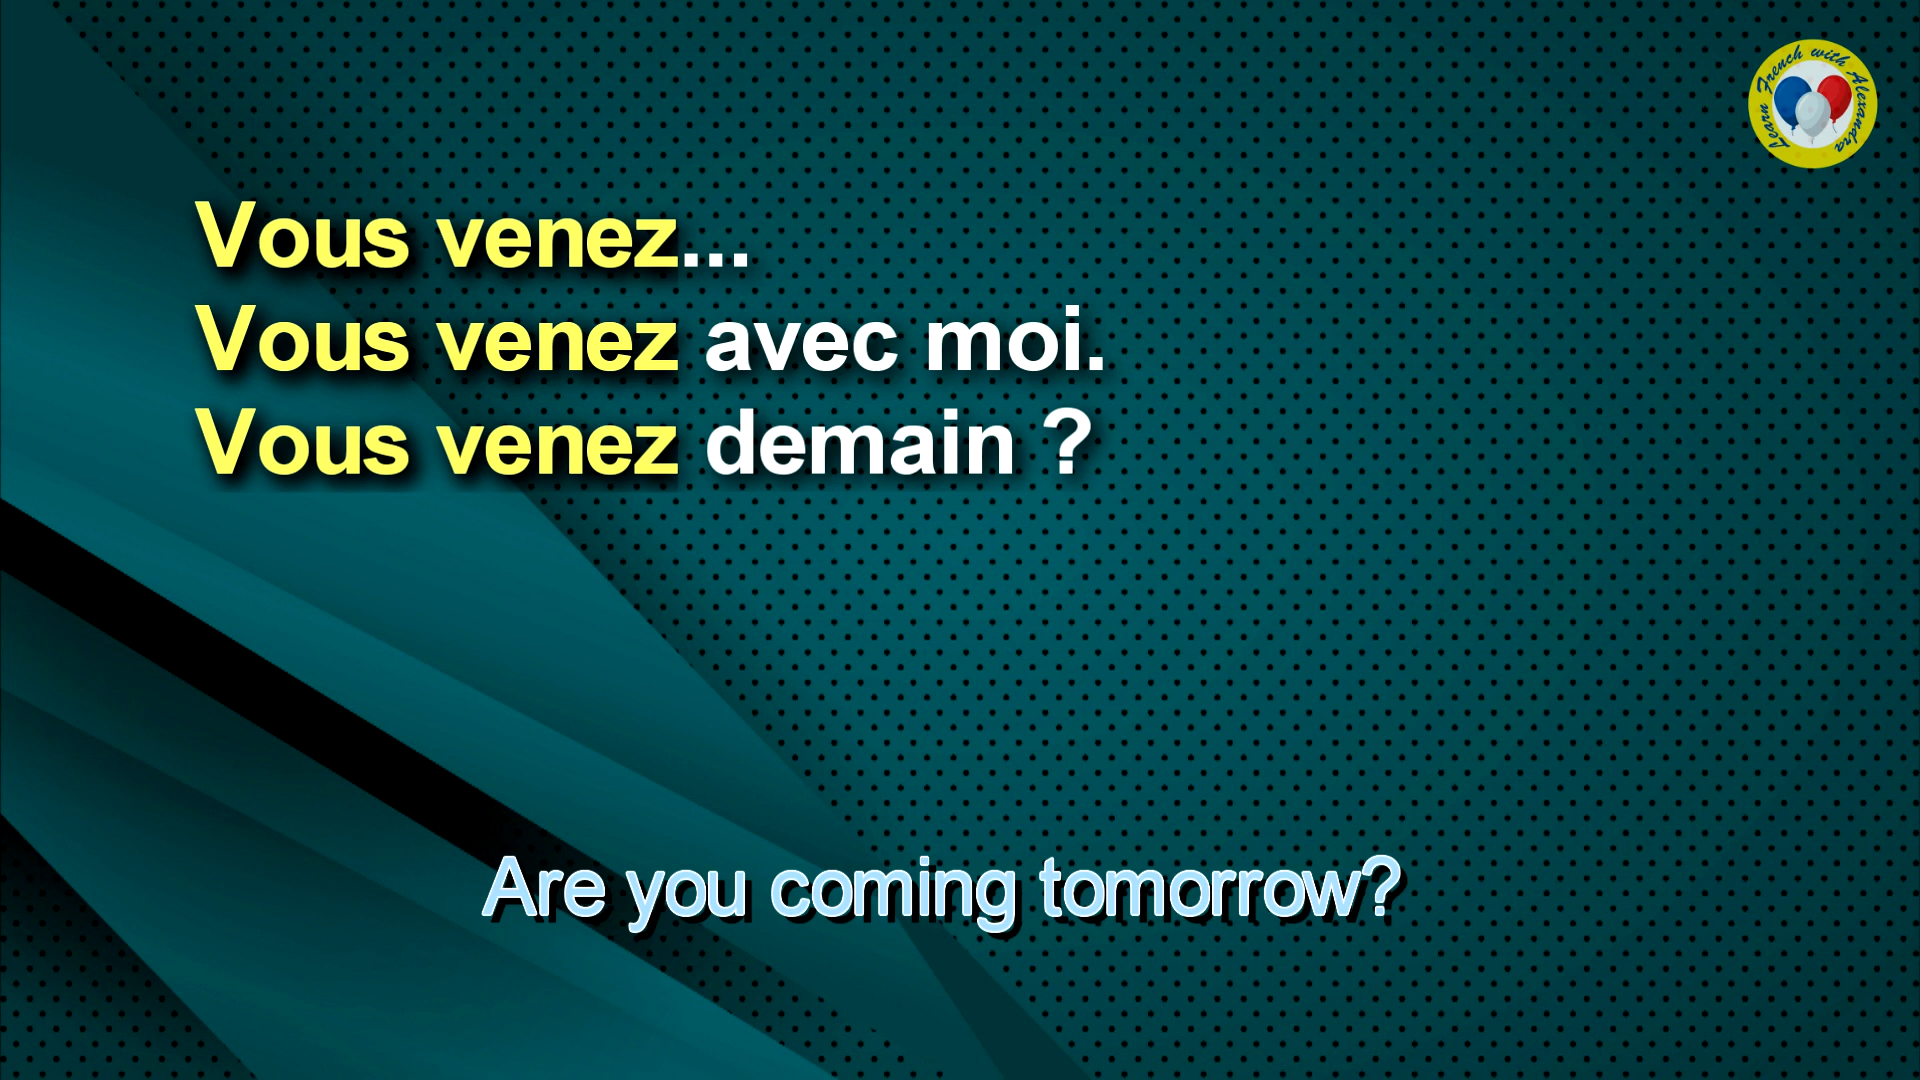 Learn French with Alexandra
Vous venez...
Vous venez avec moi.
Vous venez demain ?
Are you coming tomorrow?